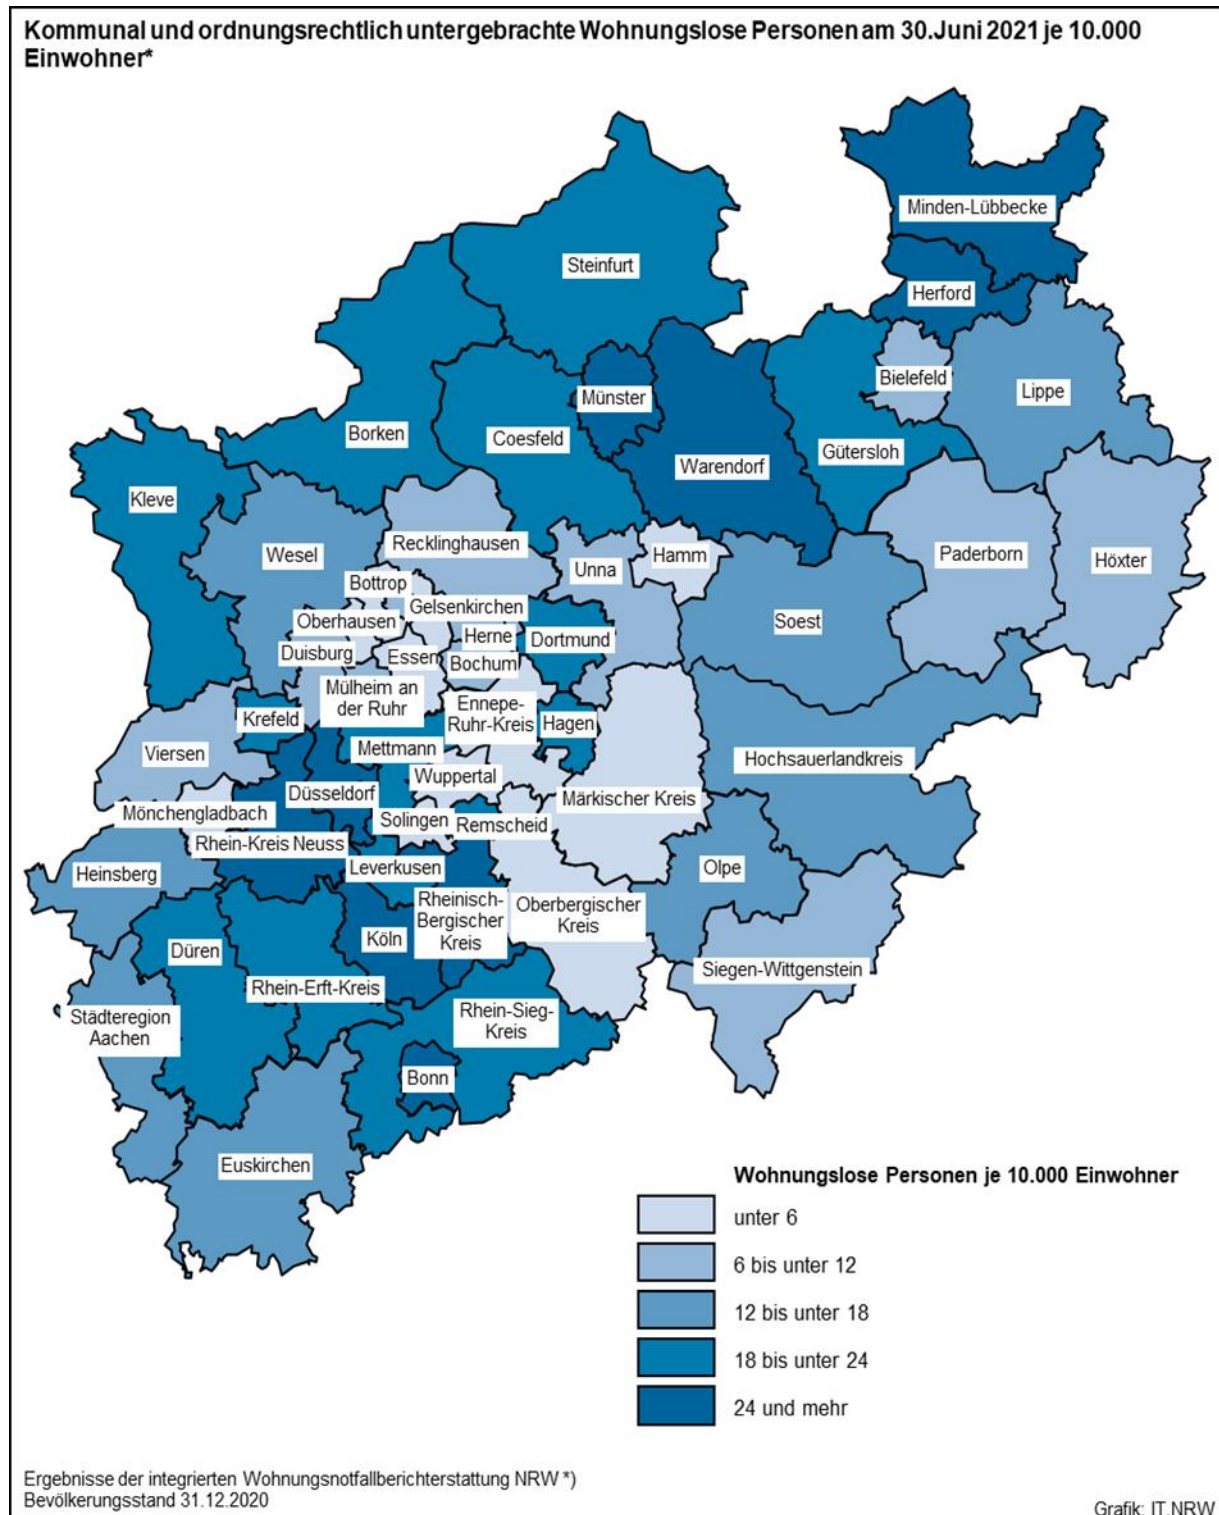 Kommunal und ordnungsrechtlich untergebrachte Wohnungslose Personen am 30.Juni 2021 je 10.000
Einwohner*
Minden-Lübbecke
Steinfurt
Herford
Bielefeld
Lippe
Münster
Borken
Coesfeld
Gütersloh
Warendorf
Kleve
Recklinghausen
Wesel
Hamm
Unna
Paderborn
Höxter
Bottrop
Gelsenkirchen
Oberhausen
Soest
Herne
Dortmund
Duisburg
Essen
Bochum
Mülheim an
der Ruhr
Ennepe-
Ruhr-Kreis
Krefeld
Hagen
Viersen
Mettmann
Hochsauerlandkreis
Wuppertal
Düsseldorf
Märkischer Kreis
Mönchengladbach
Solingen
Remscheid
Rhein-Kreis Neuss
Leverkusen
Heinsberg
Olpe
Rheinisch-
Bergischer
Kreis
Oberbergischer
Kreis
Köln
Düren
Siegen-Wittgenstein
Rhein-Erft-Kreis
Rhein-Sieg-
Kreis
Städteregion
Aachen
Bonn
Euskirchen
Wohnungslose Personen je 10.000 Einwohner
unter 6
6 bis unter 12
12 bis unter 18
18 bis unter 24
24 und mehr
Ergebnisse der integrierten Wohnungsnotfallberichterstattung NRW *)
Bevölkerungsstand 31.12.2020
Grafik: IT.NRW